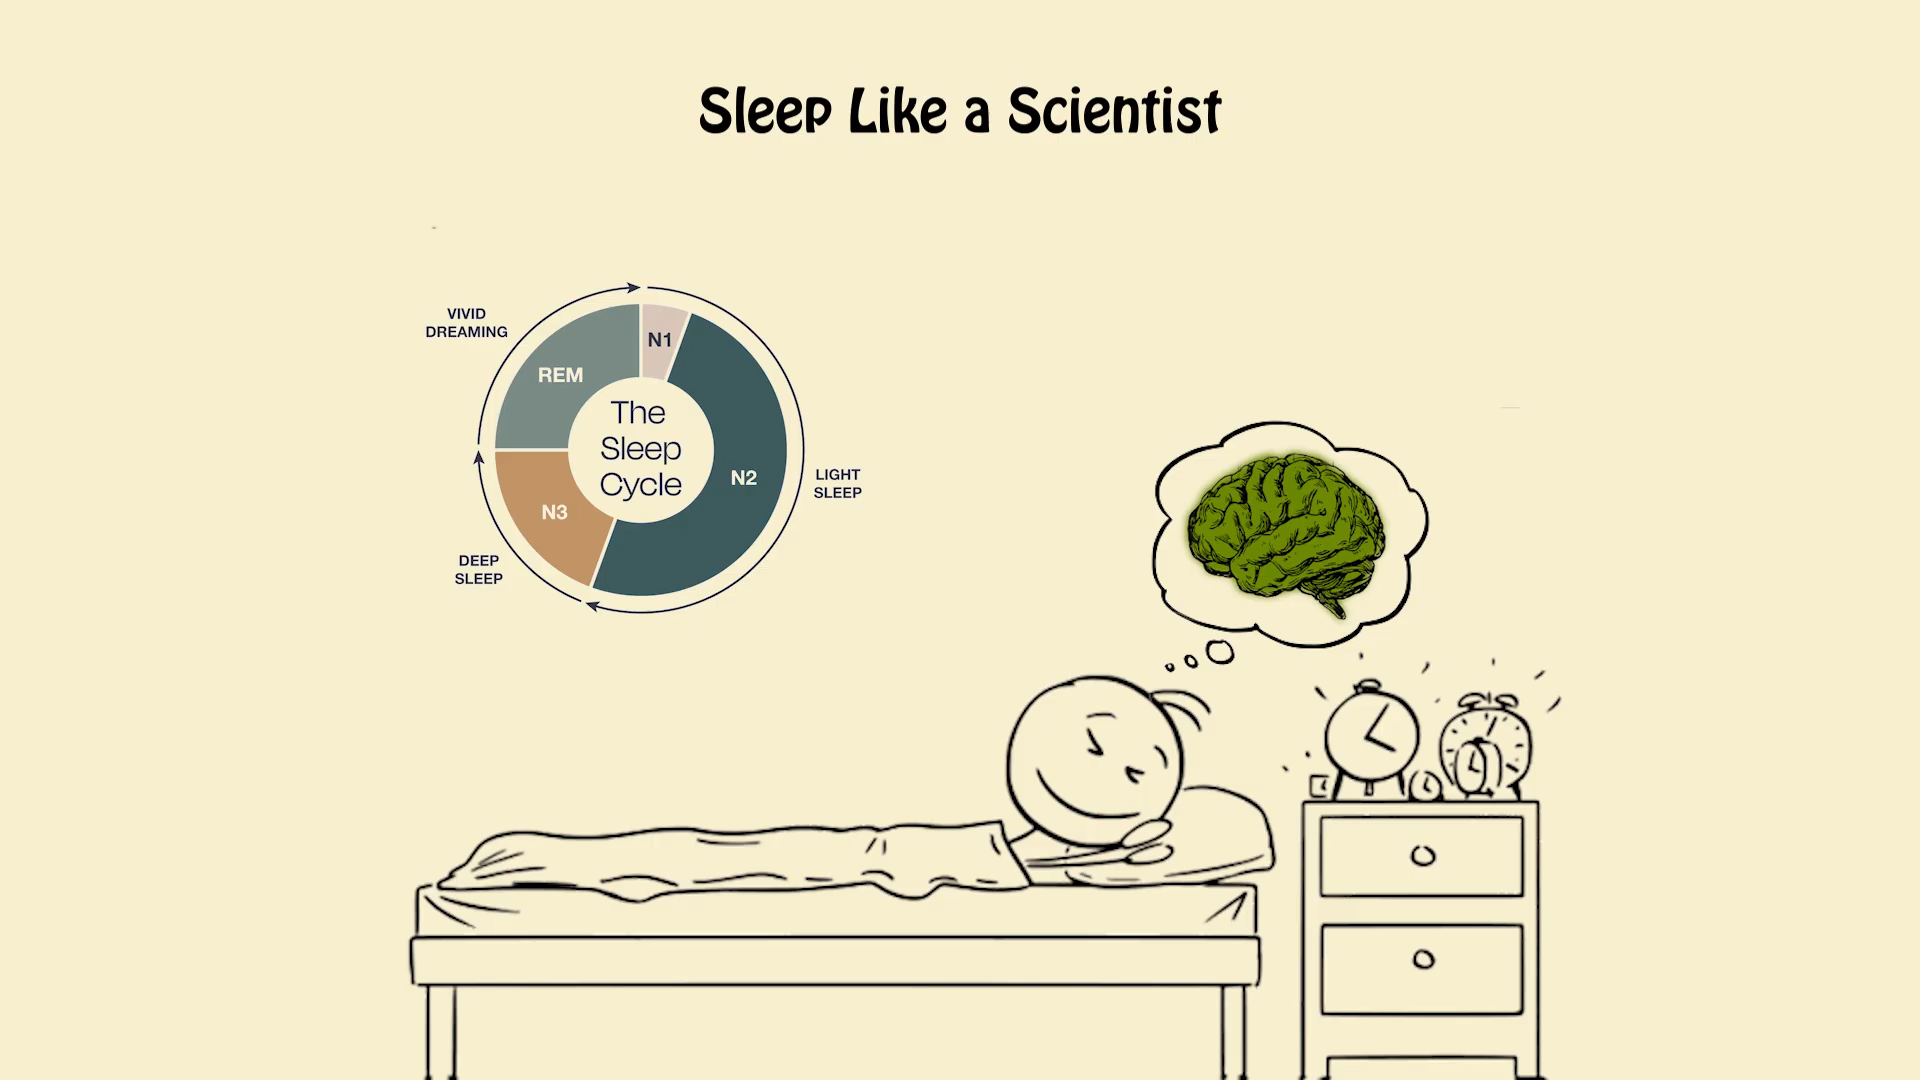 Sleep Like a Scientist
VIVID
DREAMING
N1
REM
The
Sleep
Cycle
N2
LIGHT
SLEEP
N3
DEEP
SLEEP